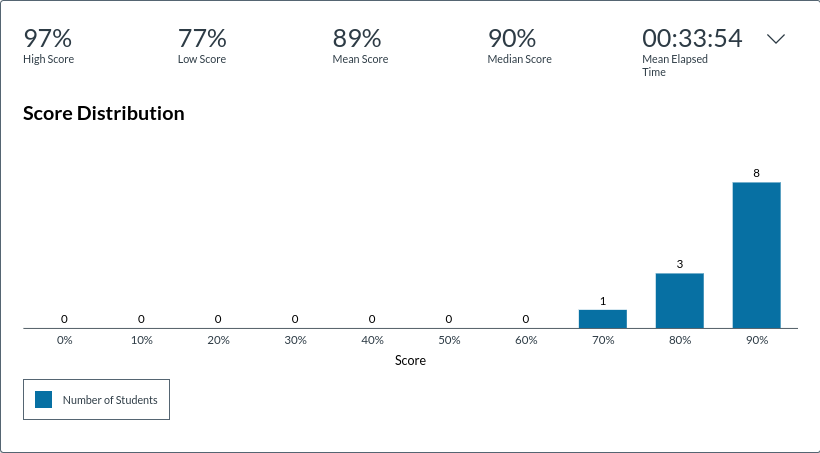 97% 77% 89% 90% 00:33:54
High Score Low Score Mean Score Median Score Mean Elapsed
Time
Score Distribution
8
3
1
0 0 0 0 0 0 0
0% 10% 20% 30% 40% 50% 60% 70% 80% 90%
Score
Number of Students